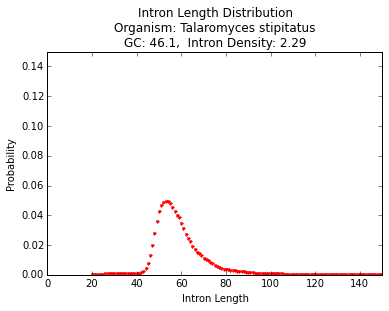 Intron Length Distribution
Organism: Talaromyces stipitatus
GC: 46.1,  Intron Density: 2.29
0.14
0.12
0.10
0.08
0.06
0.04
0.02
0.00
Probability
0 20 40 60 80 100 120 140
Intron Length